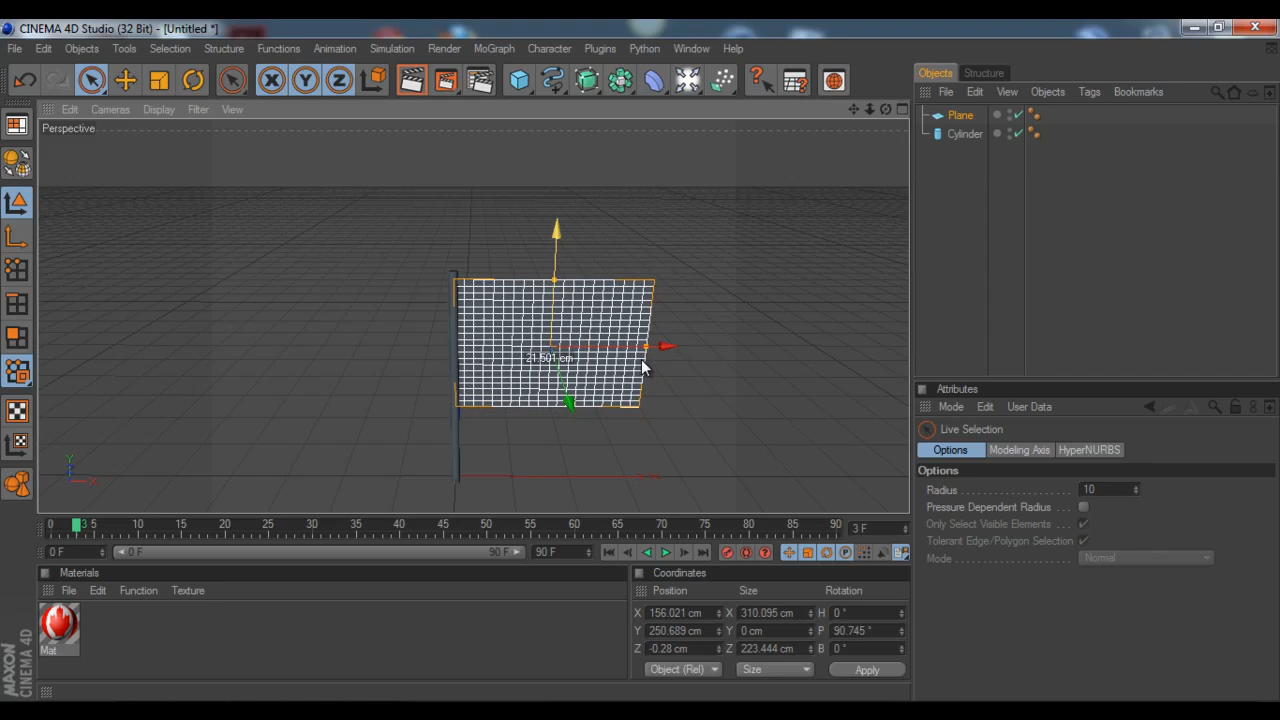 CINEMA 4D Studio (32 Bit) - [Untitled *]
File Edit Objects Tools Selection Structure Functions Animation Simulation Render MoGraph Character Plugins Python Window Help
X Y Z
Objects Structure
File Edit View Objects Tags Bookmarks
Edit Cameras Display Filter View
Perspective
Plane
Cylinder
21.501 cm
Y
X
Attributes
Mode Edit User Data
Live Selection
Options Modeling Axis HyperNURBS
Options
Radius 10
Pressure Dependent Radius
Only Select Visible Elements
Tolerant Edge/Polygon Selection
Mode Normal
0 3 5 10 15 20 25 30 35 40 45 50 55 60 65 70 75 80 85 90
3 F
0 F 0 F 90 F 90 F
Materials
File Edit Function Texture
Mat
Coordinates
Position Size Rotation
X 156.021 cm X 310.095 cm H 0 °
Y 250.689 cm Y 0 cm P 90.745 °
Z -0.28 cm Z 223.444 cm B 0 °
Object (Rel) Size Apply
MAXON
CINEMA 4D